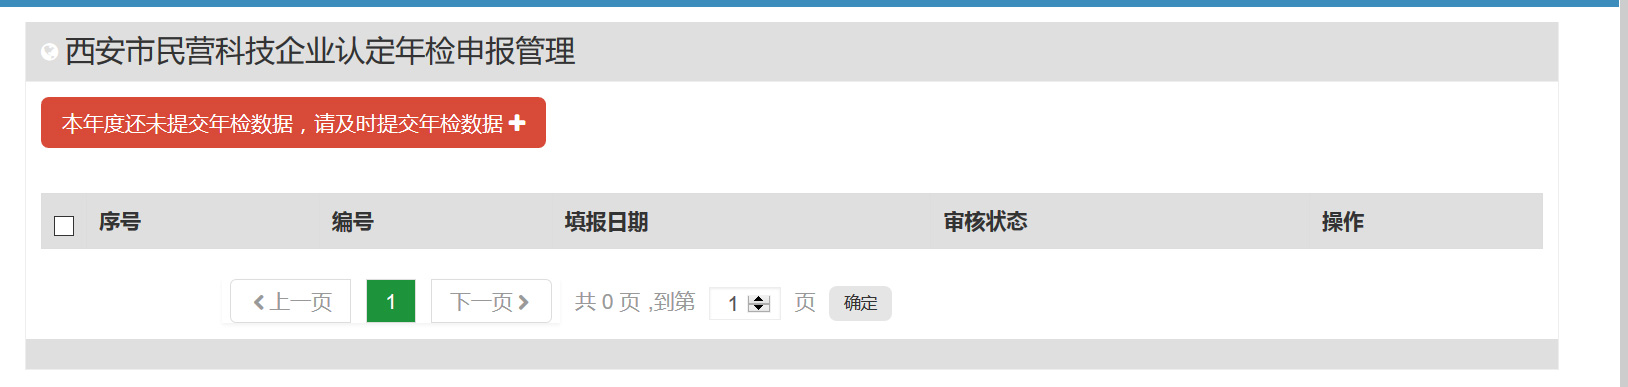 西安市民营科技企业认定年检申报管理
本年度还未提交年检数据，请及时提交年检数据
序号 编号 填报日期 审核状态 操作
上一页 1 下一页 共 0 页 ,到第 1 页 确定